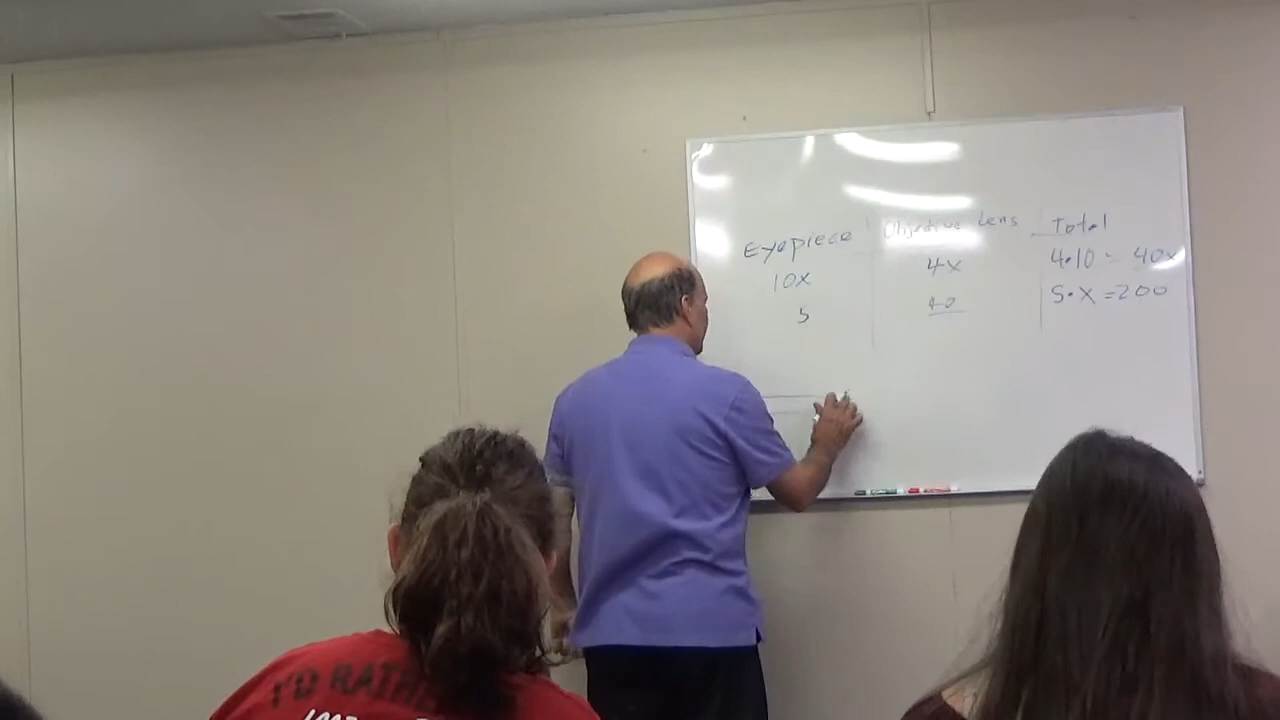 Eyepiece Objective Lens Total
10x 4x 4•10 = 40x
5 40 5•x =200
I'D RATHE